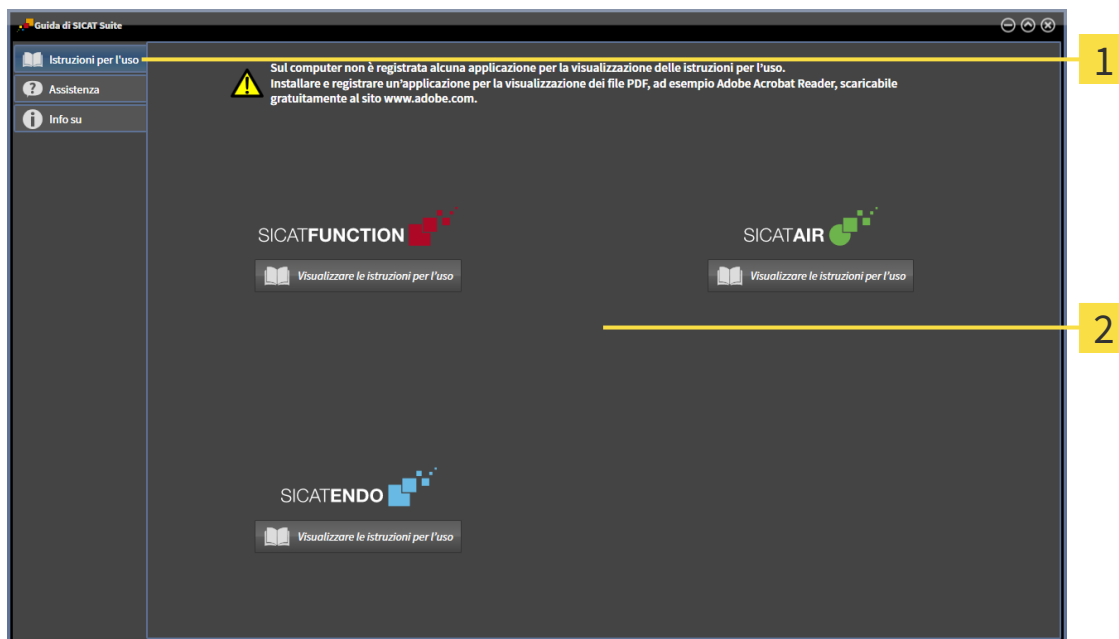 Guida di SICAT Suite
Istruzioni per l'uso
1
Assistenza
Info su
Sul computer non è registrata alcuna applicazione per la visualizzazione delle istruzioni per l'uso.
Installare e registrare un'applicazione per la visualizzazione dei file PDF, ad esempio Adobe Acrobat Reader, scaricabile
gratuitamente al sito www.adobe.com.
SICATFUNCTION
Visualizzare le istruzioni per l'uso
SICATAIR
Visualizzare le istruzioni per l'uso
2
SICATENDO
Visualizzare le istruzioni per l'uso